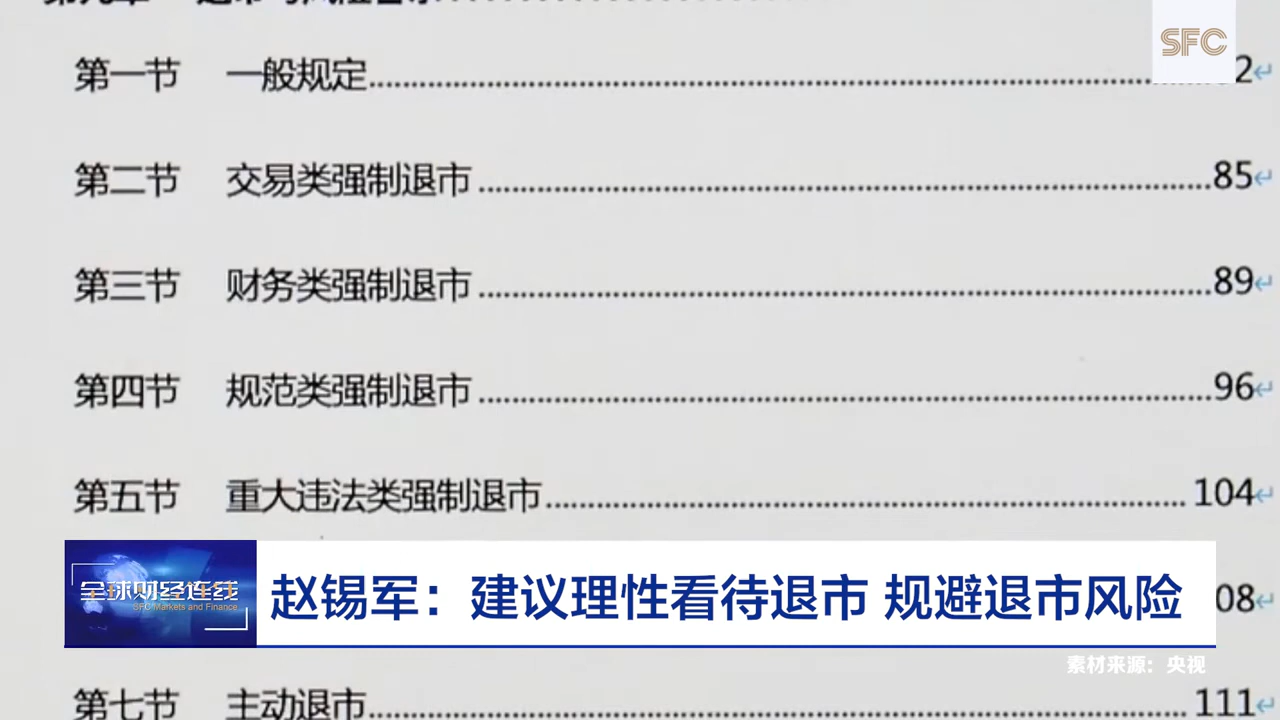 SFC
第一节 一般规定................2
第二节 交易类强制退市................85
第三节 财务类强制退市................89
第四节 规范类强制退市................96
第五节 重大违法类强制退市................104
全球财经连线
SFC Markets and Finance
赵锡军：建议理性看待退市 规避退市风险
08
素材来源：央视
第七节 主动退市................111